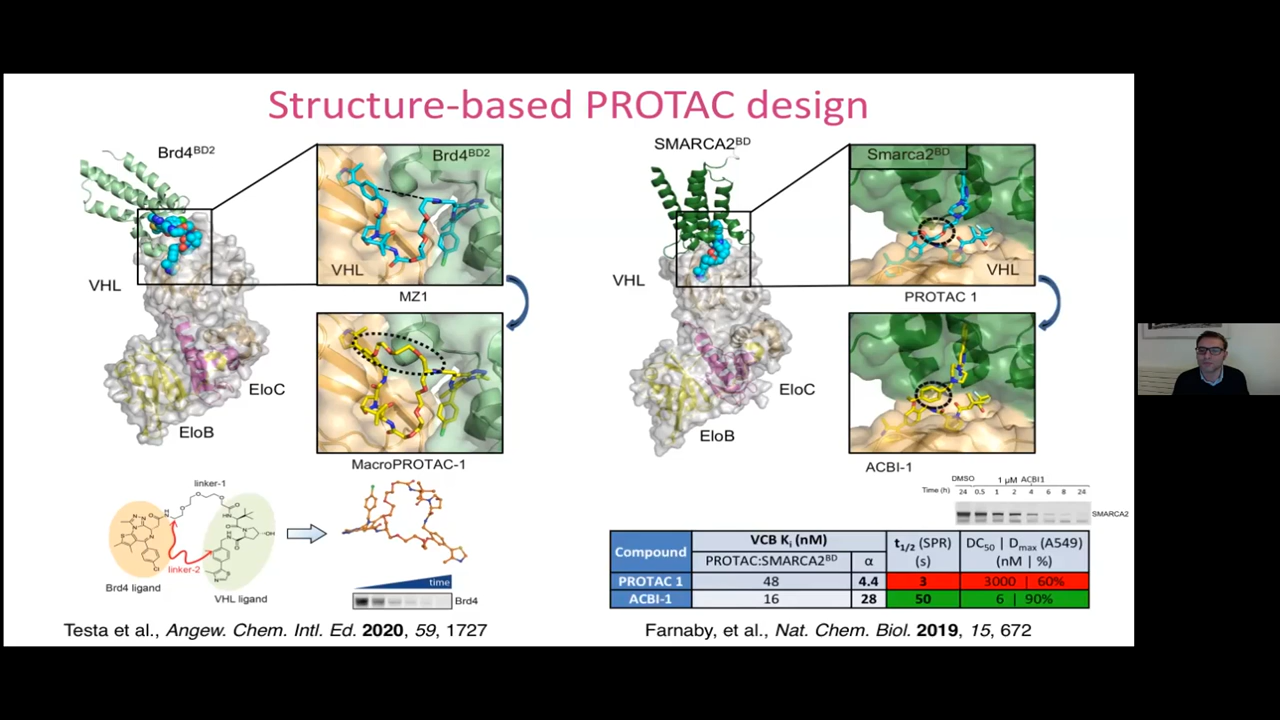 Structure-based PROTAC design
Brd4BD2
VHL
EloC
EloB
Brd4BD2
VHL
MZ1
MacroPROTAC-1
linker-1
linker-2
Brd4 ligand
VHL ligand
time
Brd4
Testa et al., Angew. Chem. Intl. Ed. 2020, 59, 1727
SMARCA2BD
VHL
EloC
EloB
Smarca2BD
VHL
PROTAC 1
ACBI-1
DMSO 1 µM ACBI1
Time (h) 24 0.5 1 2 4 6 8 24
SMARCA2
Compound VCB Ki (nM) t1/2 (SPR) (s) DC50 | Dmax (A549) (nM | %)
PROTAC:SMARCA2BD α
PROTAC 1 48 4.4 3 3000 | 60%
ACBI-1 16 28 50 6 | 90%
Farnaby, et al., Nat. Chem. Biol. 2019, 15, 672